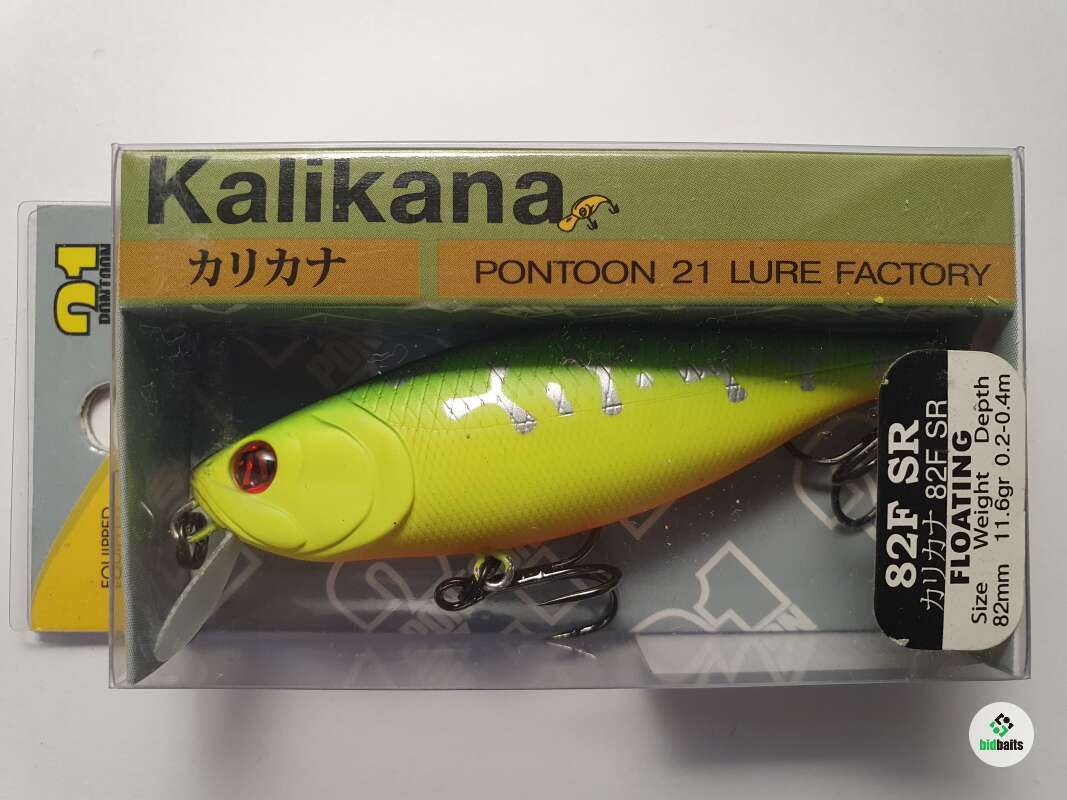 Kalikana
カリカナ
PONTOON 21 LURE FACTORY
21
PONTOON
EQUIPPED
82F SR
カリカナ 82F SR
FLOATING
Size Weight Depth
82mm 11.6gr 0.2-0.4m
bidbaits